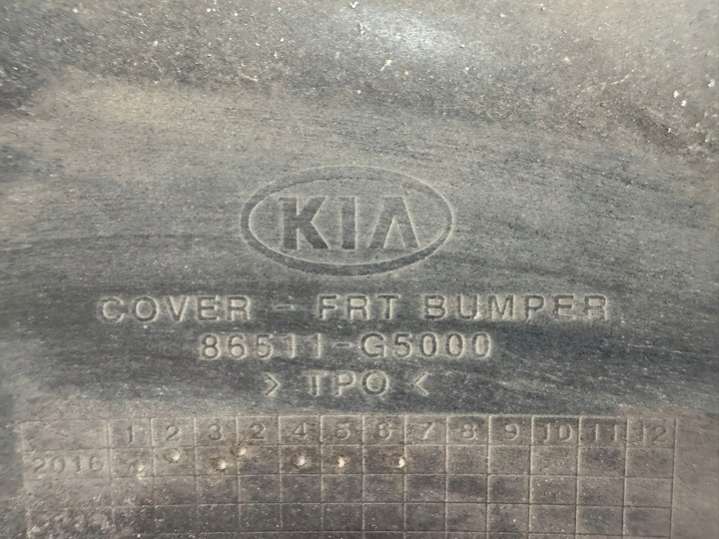 KIA
COVER - FRT BUMPER
86511-G5000
> TPO <
1 2 3 2 4 5 6 7 8 9 10 11 12
2016